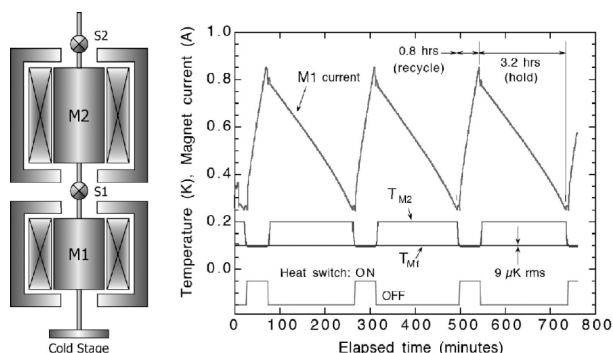 S2
M2
S1
M1
Cold Stage
Temperature (K), Magnet current (A)
1.0
0.8
0.6
0.4
0.2
0.0
0.8 hrs
(recycle)
3.2 hrs
(hold)
M1 current
TM2
TM1
Heat switch: ON
OFF
9 µK rms
0 100 200 300 400 500 600 700 800
Elapsed time (minutes)